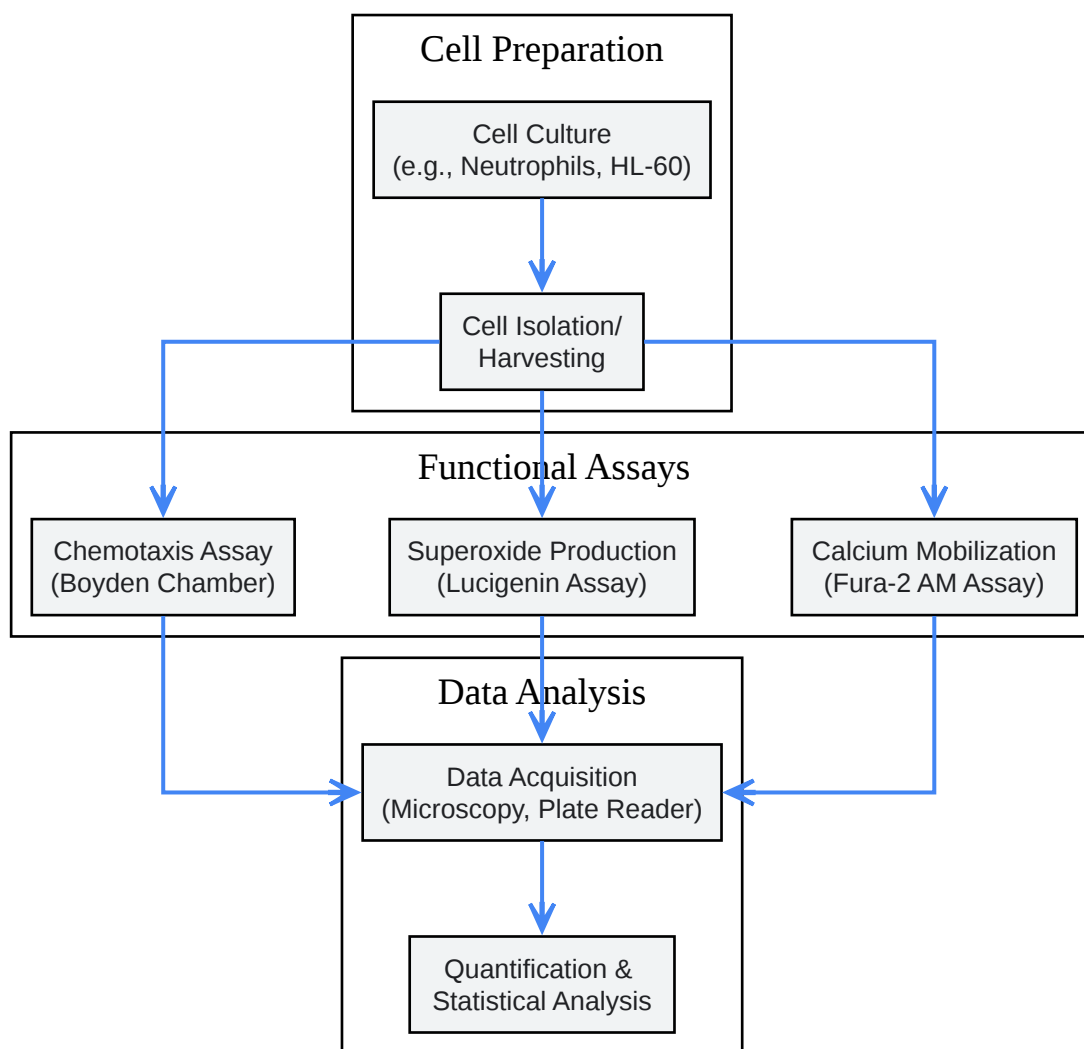 Cell Preparation
Cell Culture
(e.g., Neutrophils, HL-60)
Cell Isolation/
Harvesting
Functional Assays
Chemotaxis Assay
(Boyden Chamber)
Superoxide Production
(Lucigenin Assay)
Calcium Mobilization
(Fura-2 AM Assay)
Data Analysis
Data Acquisition
(Microscopy, Plate Reader)
Quantification &
Statistical Analysis